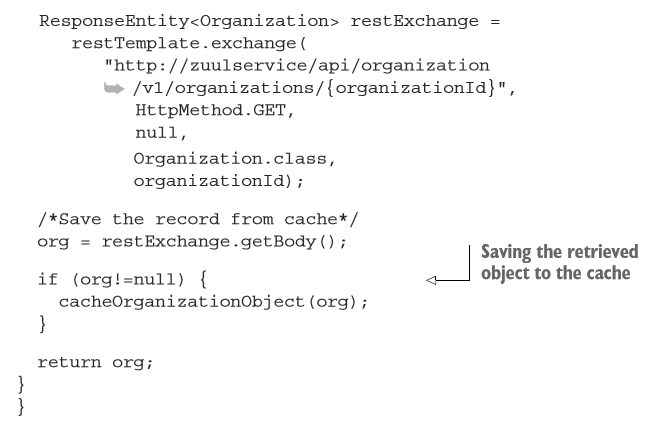 ResponseEntity<Organization> restExchange =
restTemplate.exchange(
"http://zuulservice/api/organization
➥ /v1/organizations/{organizationId}",
HttpMethod.GET,
null,
Organization.class,
organizationId);
/*Save the record from cache*/
org = restExchange.getBody();
if (org!=null) {
cacheOrganizationObject(org);
}
Saving the retrieved
object to the cache
return org;
}
}